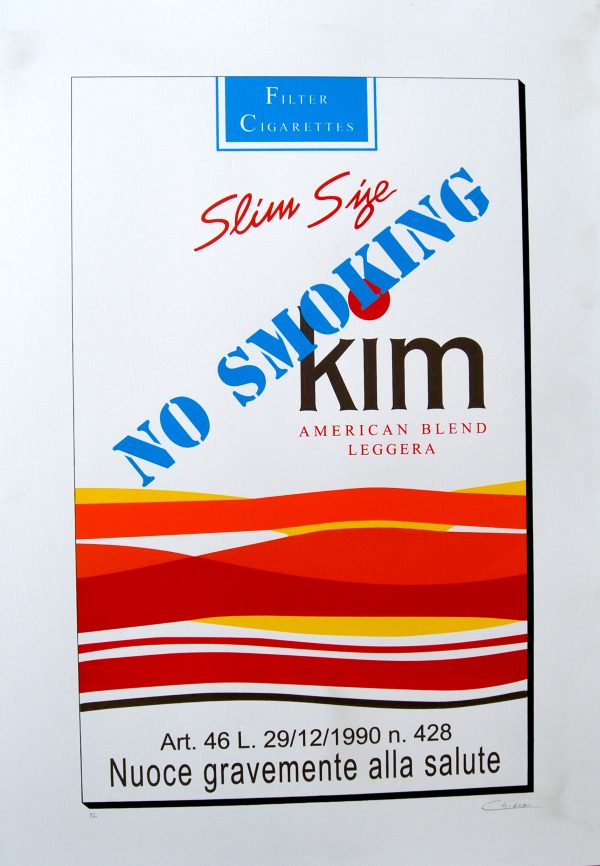 FILTER
CIGARETTES
Slim Size
NO SMOKING
kim
AMERICAN BLEND
LEGGERA
Art. 46 L. 29/12/1990 n. 428
Nuoce gravemente alla salute